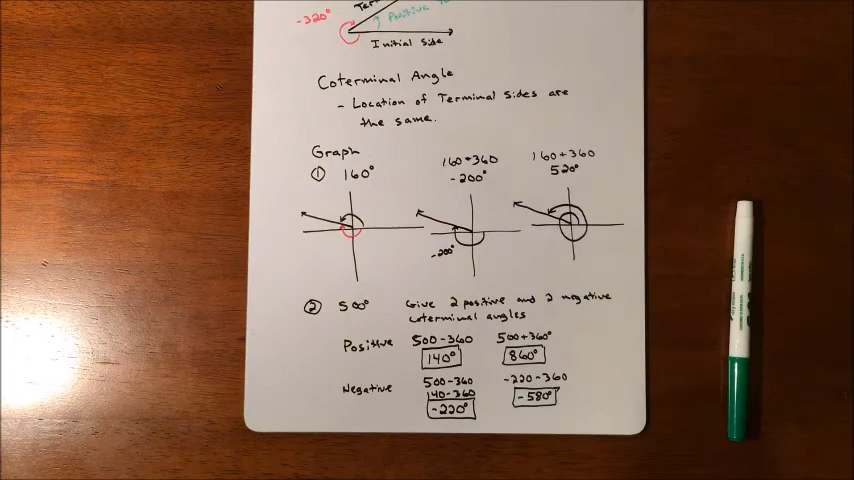 -320°
Positive
Initial Side
Coterminal Angle
- Location of Terminal Sides are
the same.
Graph
① 160°
160-360
-200°
160+360
520°
-200°
② 500° Give 2 positive and 2 negative
coterminal angles
Positive 500-360 500+360°
140° 860°
Negative 500-360 -220-360
140-360 -580°
-220°